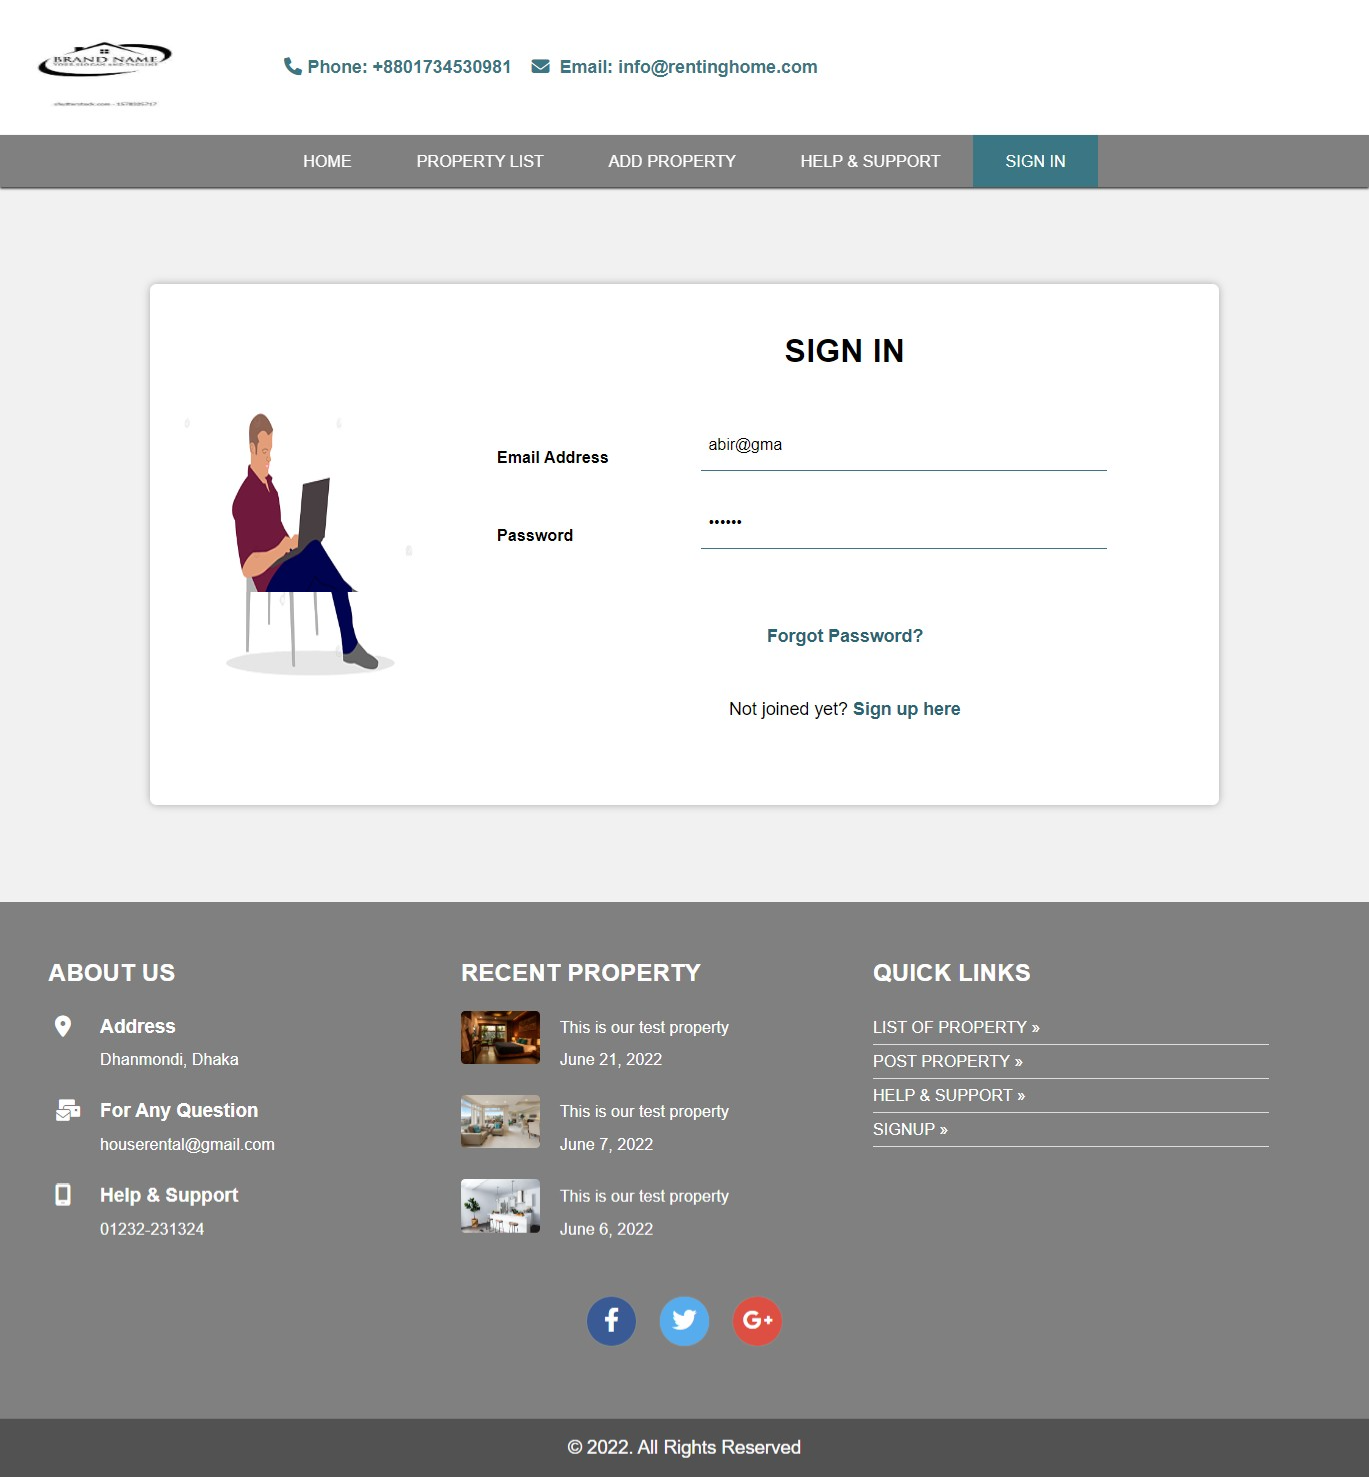 BRAND NAME
Phone: +8801734530981 Email: info@rentinghome.com
HOME PROPERTY LIST ADD PROPERTY HELP & SUPPORT SIGN IN
SIGN IN
Email Address abir@gma
Password ••••••
Forgot Password?
Not joined yet? Sign up here
ABOUT US
Address
Dhanmondi, Dhaka
For Any Question
houserental@gmail.com
Help & Support
01232-231324
RECENT PROPERTY
This is our test property
June 21, 2022
This is our test property
June 7, 2022
This is our test property
June 6, 2022
QUICK LINKS
LIST OF PROPERTY »
POST PROPERTY »
HELP & SUPPORT »
SIGNUP »
© 2022. All Rights Reserved